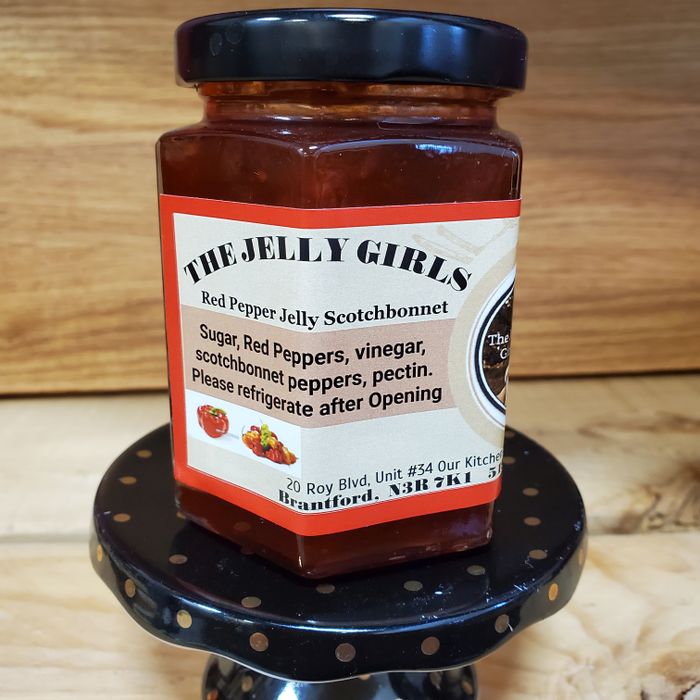 THE JELLY GIRLS
Red Pepper Jelly Scotchbonnet
Sugar, Red Peppers, vinegar,
scotchbonnet peppers, pectin.
Please refrigerate after Opening
The
20 Roy Blvd, Unit #34 Our Kitchen
Brantford, N3R 7K1